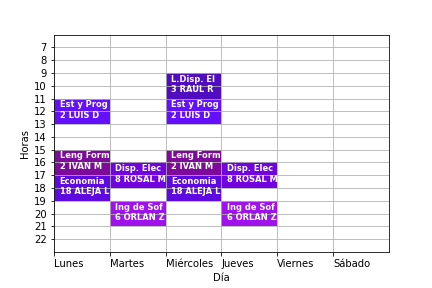 7
8
9
L.Disp. El
3 RAUL R
10
11
Est y Prog
2 LUIS D
Est y Prog
2 LUIS D
12
13
14
15
Leng Form
2 IVAN M
Leng Form
2 IVAN M
16
Disp. Elec
8 ROSAL M
Disp. Elec
8 ROSAL M
17
Economia
18 ALEJA L
Economia
18 ALEJA L
18
19
Ing de Sof
6 ORLAN Z
Ing de Sof
6 ORLAN Z
20
21
22
Horas
Lunes Martes Miércoles Jueves Viernes Sábado
Día